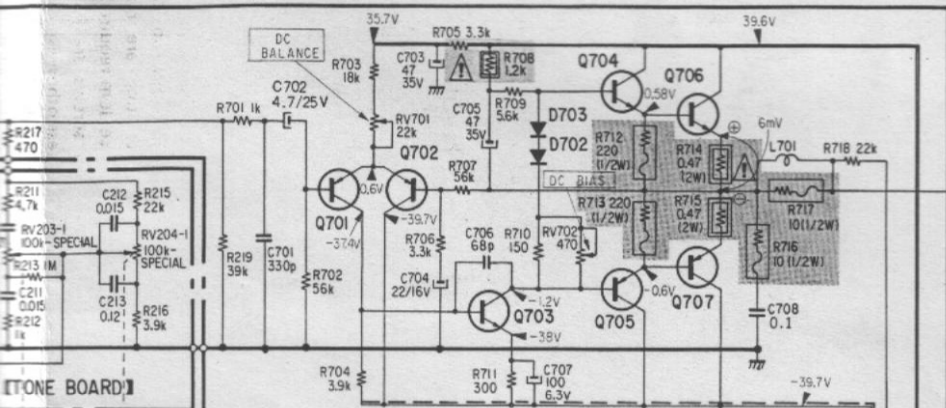 35.7V
39.6V
DC
BALANCE
R705 3.3k
C703
47
35V
R708
1.2k
Q704
Q706
R703
18k
C702
4.7/25V
R701 1k
RV701
22k
C705
47
35V
R709
5.6k
0.58V
D703
D702
R712
220
(1/2W)
R714
0.47
(2W)
6mV
L701
R718 22k
R217
470
Q702
R707
56k
DC BIAS
0.6V
-39.7V
Q701
-37.4V
R211
4.7k
C212
0.015
R215
22k
RV203-1
100k-SPECIAL
RV204-1
100k-
SPECIAL
R213 1M
C211
0.015
R212
1k
C213
0.12
R216
3.9k
R219
39k
C701
330p
R702
56k
R706
3.3k
C706
68p
R710
150
RV702
470
R713 220
(1/2W)
R715
0.47
(2W)
R717
10(1/2W)
R716
10 (1/2W)
C704
22/16V
-1.2V
Q703
-38V
Q705
-0.6V
Q707
C708
0.1
R704
3.9k
R711
300
C707
100
6.3V
-39.7V
【TONE BOARD】